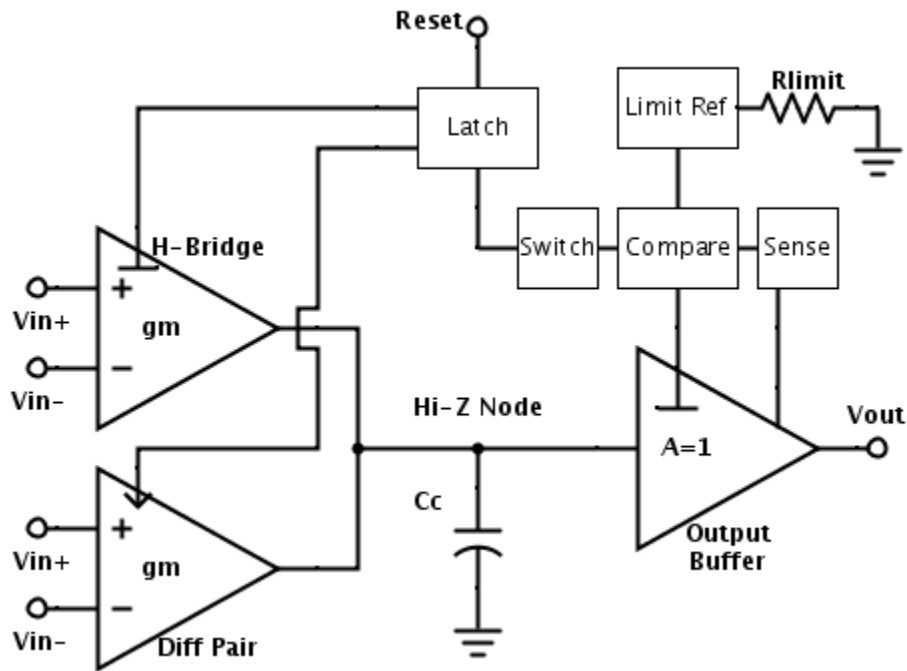 Reset
Rlimit
Limit Ref
Latch
H-Bridge
Switch
Compare
Sense
+
Vin+
gm
Vin-
−
Hi-Z Node
Vout
A=1
Cc
+
Vin+
gm
Output
Buffer
Vin-
−
Diff Pair